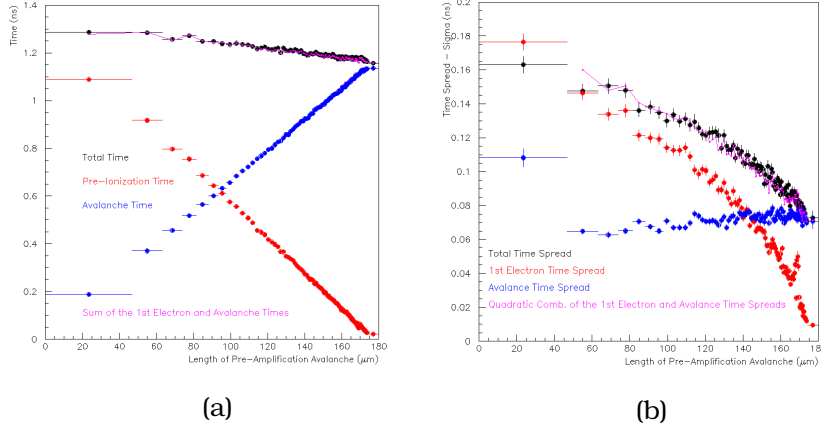 Time (ns)
1.4
1.2
1
0.8
0.6
0.4
0.2
0
Total Time
Pre-Ionization Time
Avalanche Time
Sum of the 1st Electron and Avalanche Times
0 20 40 60 80 100 120 140 160 180
Length of Pre-Amplification Avalanche (μm)
(a)
Time Spread - Sigma (ns)
0.2
0.18
0.16
0.14
0.12
0.1
0.08
0.06
0.04
0.02
0
Total Time Spread
1st Electron Time Spread
Avalance Time Spread
Quadratic Comb. of the 1st Electron and Avalance Time Spreads
0 20 40 60 80 100 120 140 160 180
Length of Pre-Amplification Avalanche (μm)
(b)